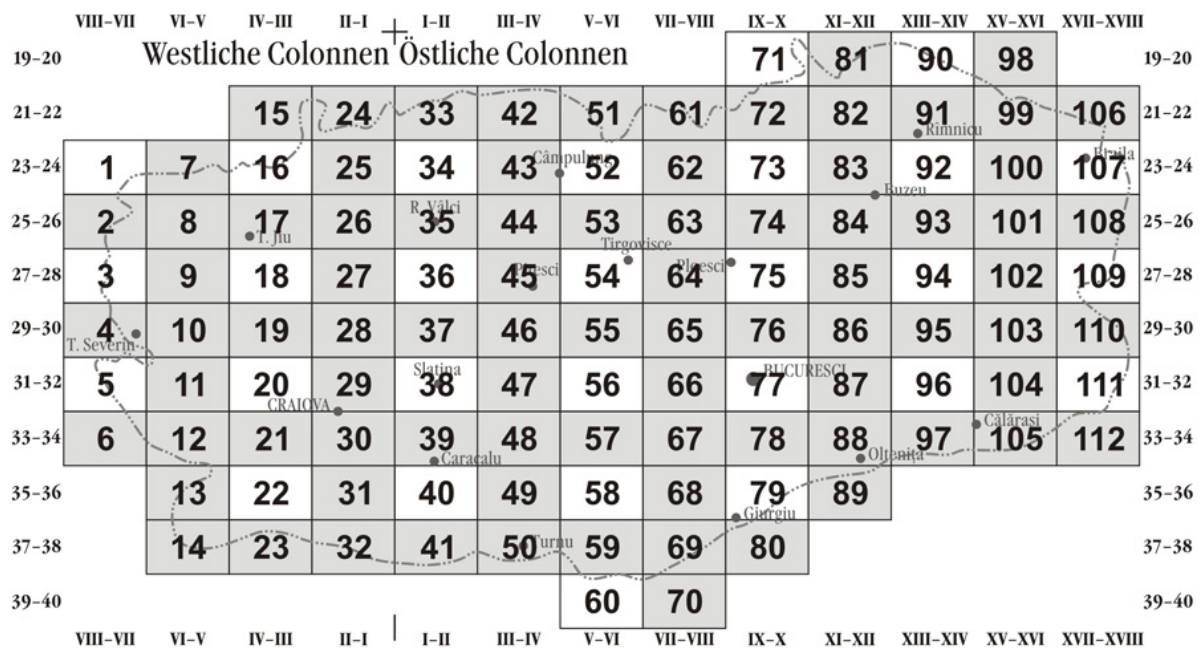 VIII–VII VI–V IV–III II–I I–II III–IV V–VI VII–VIII IX–X XI–XII XIII–XIV XV–XVI XVII–XVIII
Westliche Colonnen Östliche Colonnen
19–20 71 81 90 98 19–20
21–22 15 24 33 42 51 61 72 82 91 99 106 21–22
Rimnicu
Câmpulung Braila
23–24 1 7 16 25 34 43 52 62 73 83 92 100 107 23–24
Buzeu
R. Vâlci
25–26 2 8 17 26 35 44 53 63 74 84 93 101 108 25–26
T. Jiu
Tirgovisce
Pitesci Ploesci
27–28 3 9 18 27 36 45 54 64 75 85 94 102 109 27–28
29–30 4 10 19 28 37 46 55 65 76 86 95 103 110 29–30
T. Severin
Slatina BUCURESCI
31–32 5 11 20 29 38 47 56 66 77 87 96 104 111 31–32
CRAIOVA
Călărasi
33–34 6 12 21 30 39 48 57 67 78 88 97 105 112 33–34
Caracalu Oltenița
35–36 13 22 31 40 49 58 68 79 89 35–36
Giurgiu
37–38 14 23 32 41 50 Turnu 59 69 80 37–38
39–40 60 70 39–40
VIII–VII VI–V IV–III II–I I–II III–IV V–VI VII–VIII IX–X XI–XII XIII–XIV XV–XVI XVII–XVIII